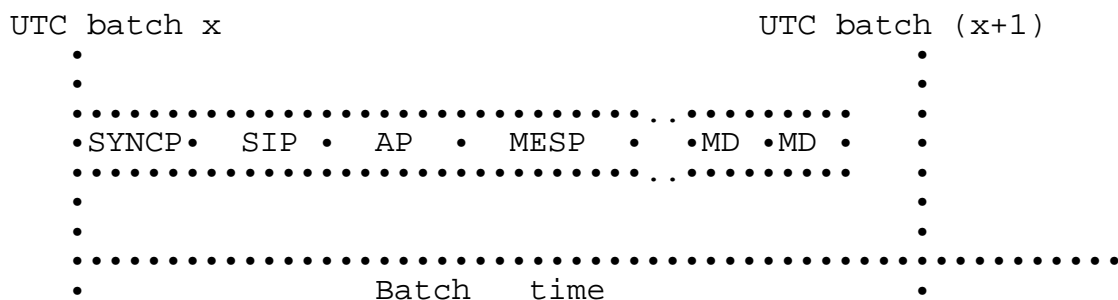 UTC batch x UTC batch (x+1)
SYNCP SIP AP MESP .. MD MD
Batch time